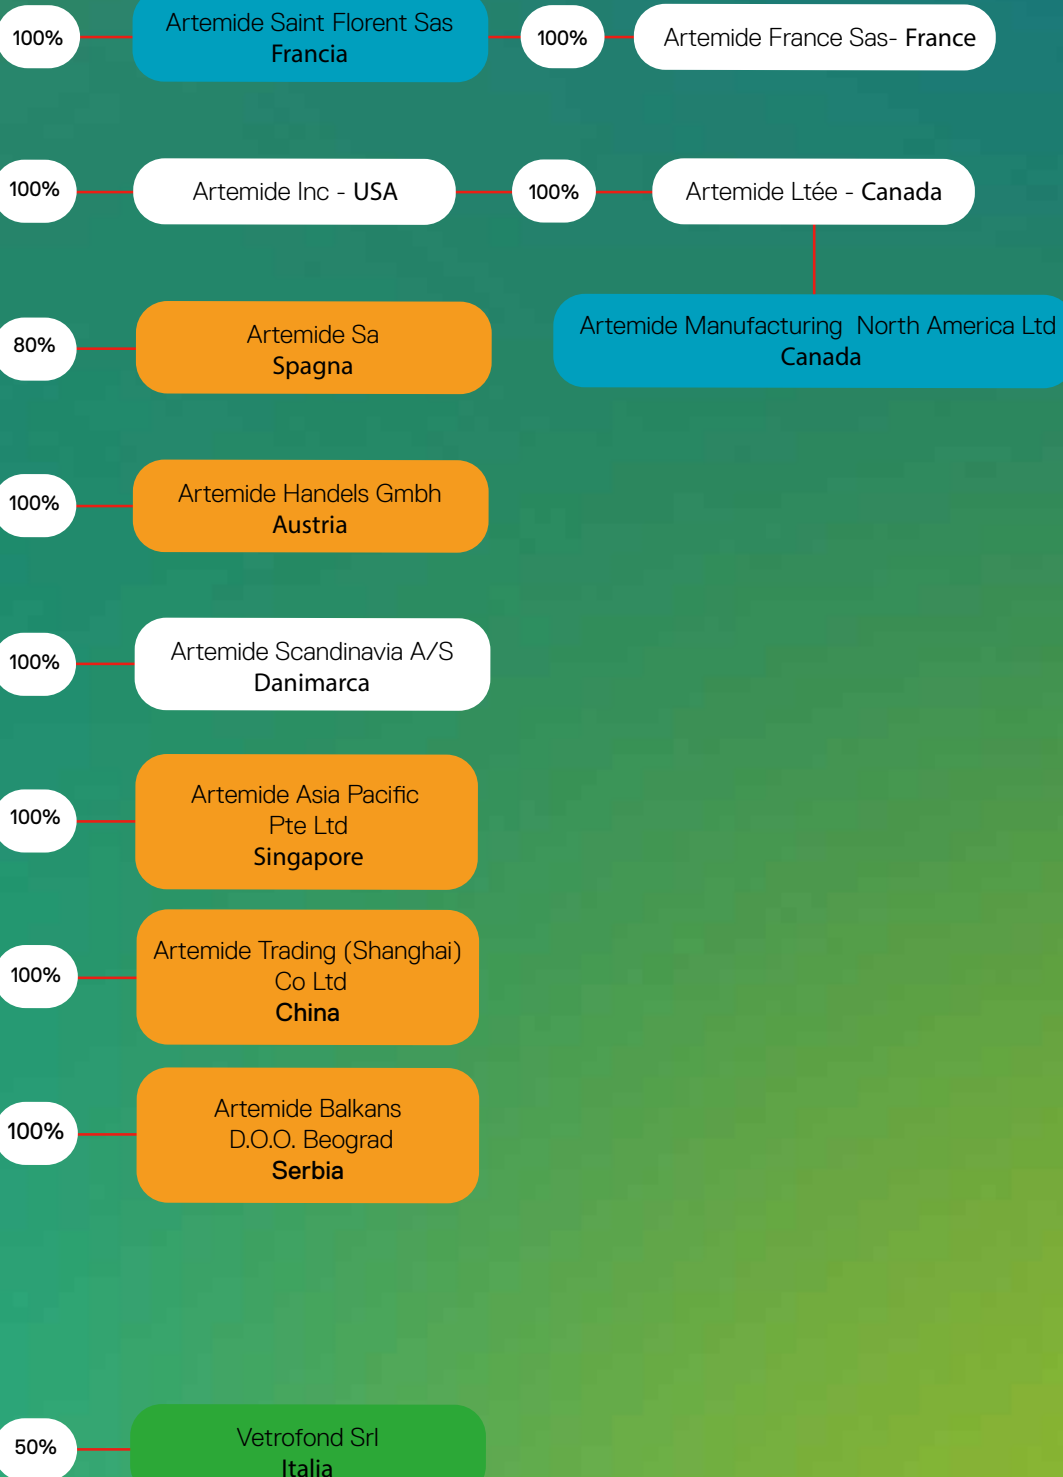 100%
Artemide Saint Florent Sas
Francia
100%
Artemide France Sas- France
100%
Artemide Inc - USA
100%
Artemide Ltée - Canada
Artemide Manufacturing North America Ltd
Canada
80%
Artemide Sa
Spagna
100%
Artemide Handels Gmbh
Austria
100%
Artemide Scandinavia A/S
Danimarca
100%
Artemide Asia Pacific
Pte Ltd
Singapore
100%
Artemide Trading (Shanghai)
Co Ltd
China
100%
Artemide Balkans
D.O.O. Beograd
Serbia
50%
Vetrofond Srl
Italia